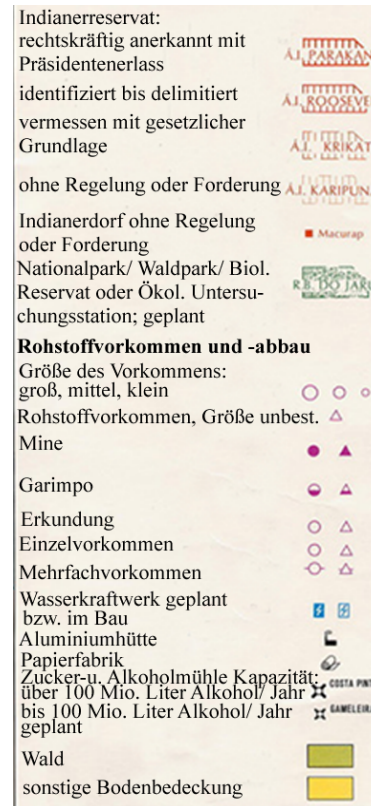 Indianerreservat:
rechtskräftig anerkannt mit
Präsidentenerlass
Á.I. PARAKAN
identifiziert bis delimitiert
Á.I. ROOSEVE
vermessen mit gesetzlicher
Grundlage
Á.I. KRIKAT
ohne Regelung oder Forderung
Á.I. KARIPUN
Indianerdorf ohne Regelung
oder Forderung
Macurap
Nationalpark/ Waldpark/ Biol.
Reservat oder Ökol. Untersu-
chungsstation; geplant
R.B. DO JARU
Rohstoffvorkommen und -abbau
Größe des Vorkommens:
groß, mittel, klein
Rohstoffvorkommen, Größe unbest.
Mine
Garimpo
Erkundung
Einzelvorkommen
Mehrfachvorkommen
Wasserkraftwerk geplant
bzw. im Bau
Aluminiumhütte
Papierfabrik
Zucker-u. Alkoholmühle Kapazität:
über 100 Mio. Liter Alkohol/ Jahr
COSTA PINT
bis 100 Mio. Liter Alkohol/ Jahr
GAMELEIRA
geplant
Wald
sonstige Bodenbedeckung